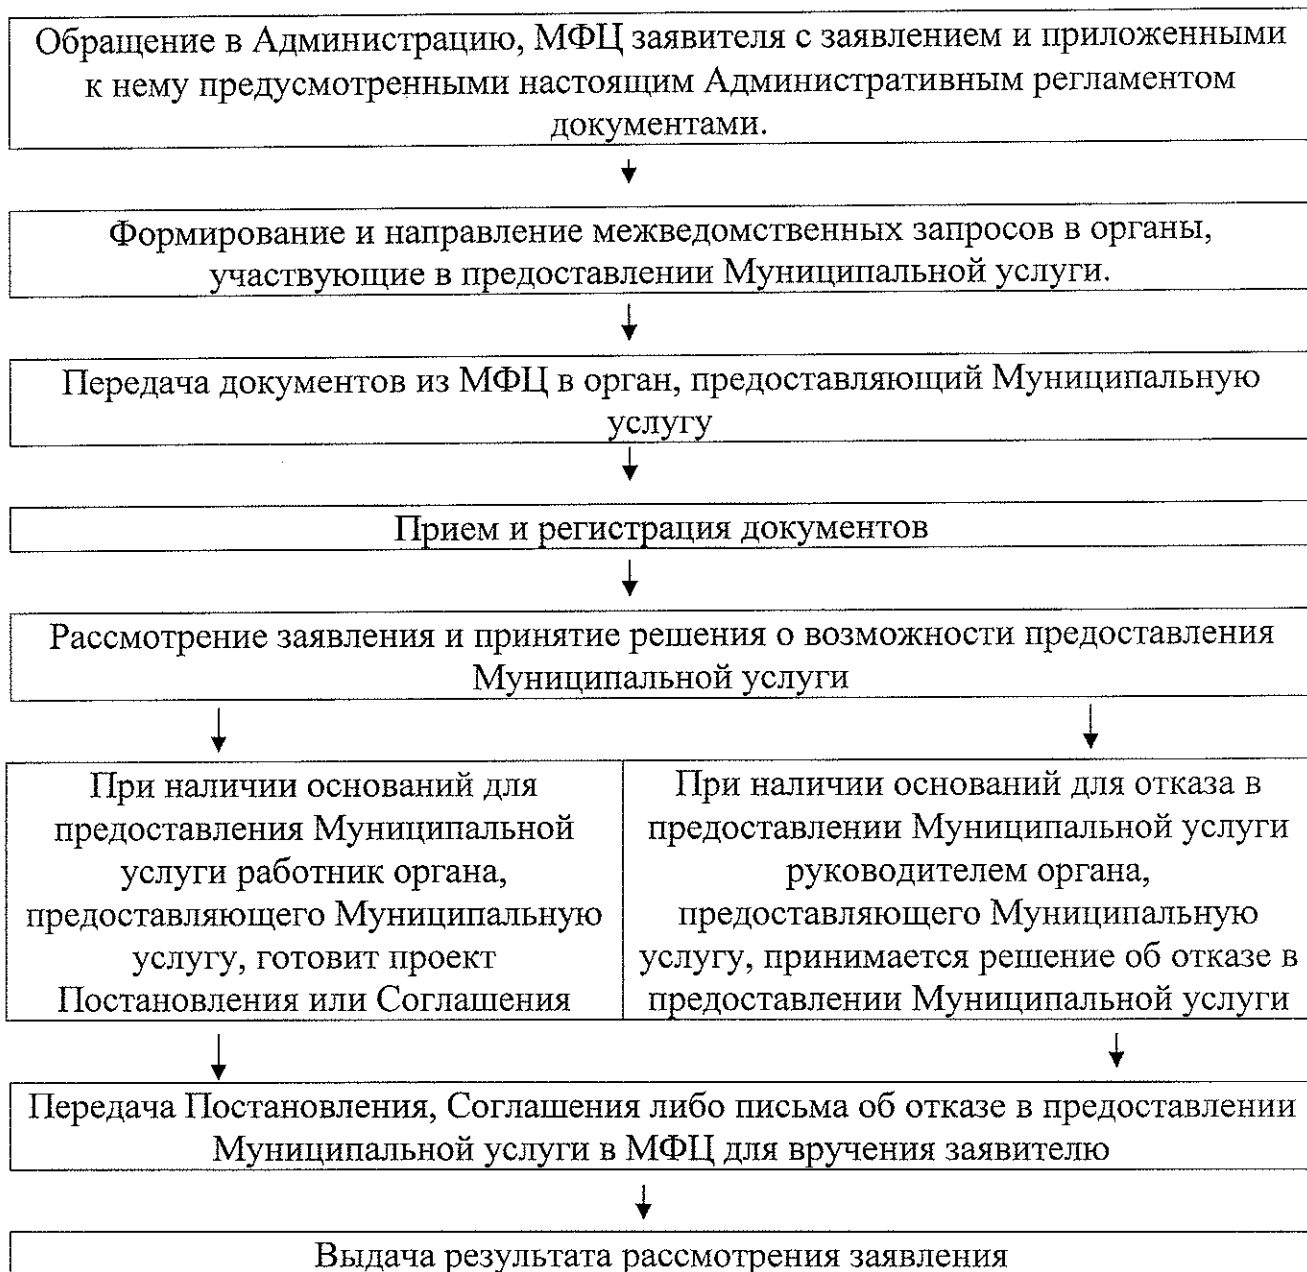 Обращение в Администрацию, МФЦ заявителя с заявлением и приложенными
к нему предусмотренными настоящим Административным регламентом
документами.
Формирование и направление межведомственных запросов в органы,
участвующие в предоставлении Муниципальной услуги.
Передача документов из МФЦ в орган, предоставляющий Муниципальную
услугу
Прием и регистрация документов
Рассмотрение заявления и принятие решения о возможности предоставления
Муниципальной услуги
При наличии оснований для
предоставления Муниципальной
услуги работник органа,
предоставляющего Муниципальную
услугу, готовит проект
Постановления или Соглашения
При наличии оснований для отказа в
предоставлении Муниципальной услуги
руководителем органа,
предоставляющего Муниципальную
услугу, принимается решение об отказе в
предоставлении Муниципальной услуги
Передача Постановления, Соглашения либо письма об отказе в предоставлении
Муниципальной услуги в МФЦ для вручения заявителю
Выдача результата рассмотрения заявления